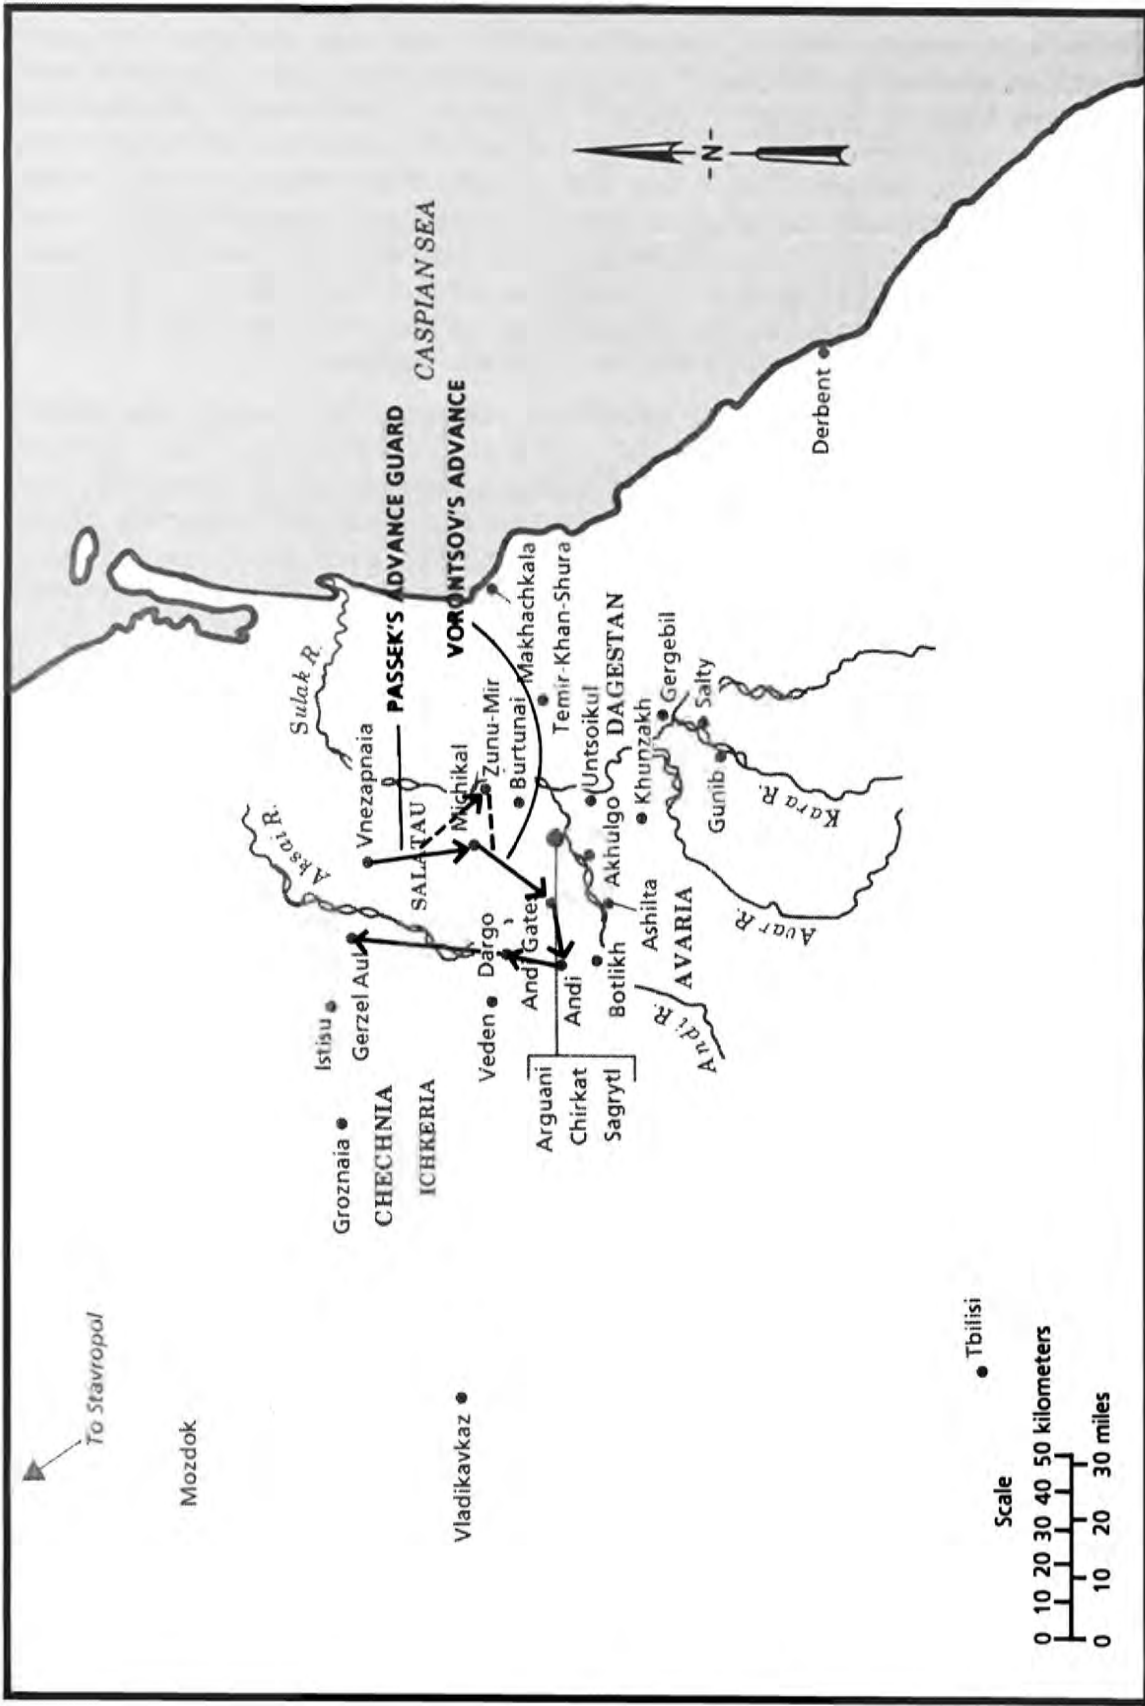 To Stavropol
Mozdok
Vladikavkaz
Groznaia
CHECHNIA
ICHKERIA
Istisu
Gerzel Aul
Aksai R.
Vnezapnaia
SALATAU
Michikal
Zunu-Mir
Burtunai
Sulak R.
PASSEK'S ADVANCE GUARD
VORONTSOV'S ADVANCE
CASPIAN SEA
-N-
Veden
Dargo
Andi Gates
Andi
Botlikh
Makhachkala
Temir-Khan-Shura
Untsoikul
DAGESTAN
Akhulgo
Ashilta
AVARIA
Khunzakh
Gergebil
Salty
Gunib
Kara R.
Avar R.
Andi R.
Arguani
Chirkat
Sagrytl
Derbent
Tbilisi
Scale
0 10 20 30 40 50 kilometers
0 10 20 30 miles